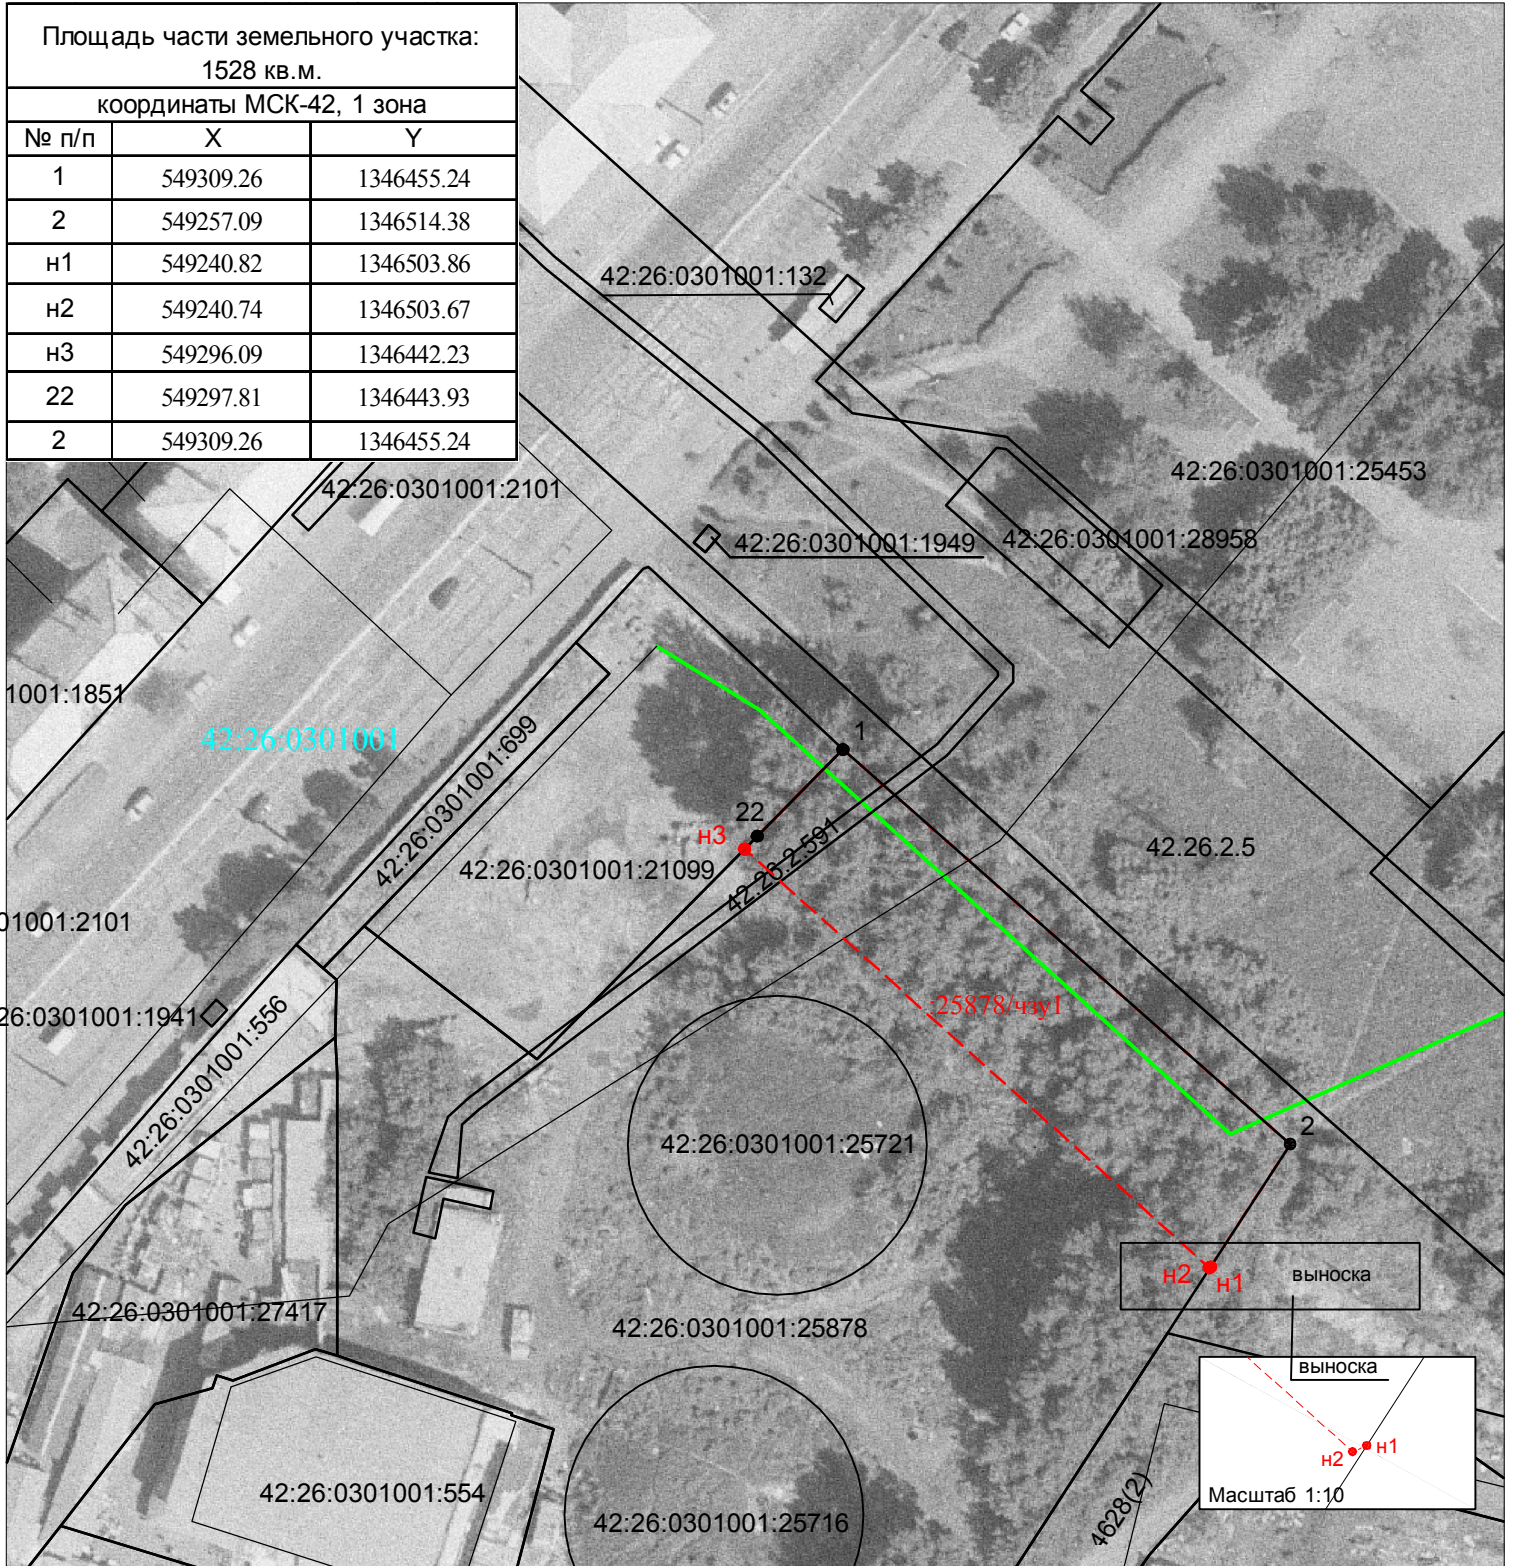 Площадь части земельного участка:
1528 кв.м.
координаты МСК-42, 1 зона
№ п/п X Y
1 549309.26 1346455.24
2 549257.09 1346514.38
н1 549240.82 1346503.86
н2 549240.74 1346503.67
н3 549296.09 1346442.23
22 549297.81 1346443.93
2 549309.26 1346455.24
42:26:0301001:132
42:26:0301001:2101
42:26:0301001:25453
42:26:0301001:1949
42:26:0301001:28958
1001:1851
42:26:0301001
42:26:0301001:699
1
22
н3
42:26:0301001:21099
42:26:2.591
42.26.2.5
01001:2101
26:0301001:1941
42:26:0301001:556
:25878/чзу1
42:26:0301001:25721
2
н2
н1
выноска
42:26:0301001:27417
42:26:0301001:25878
выноска
н2
н1
Масштаб 1:10
42:26:0301001:554
42:26:0301001:25716
4628(2)